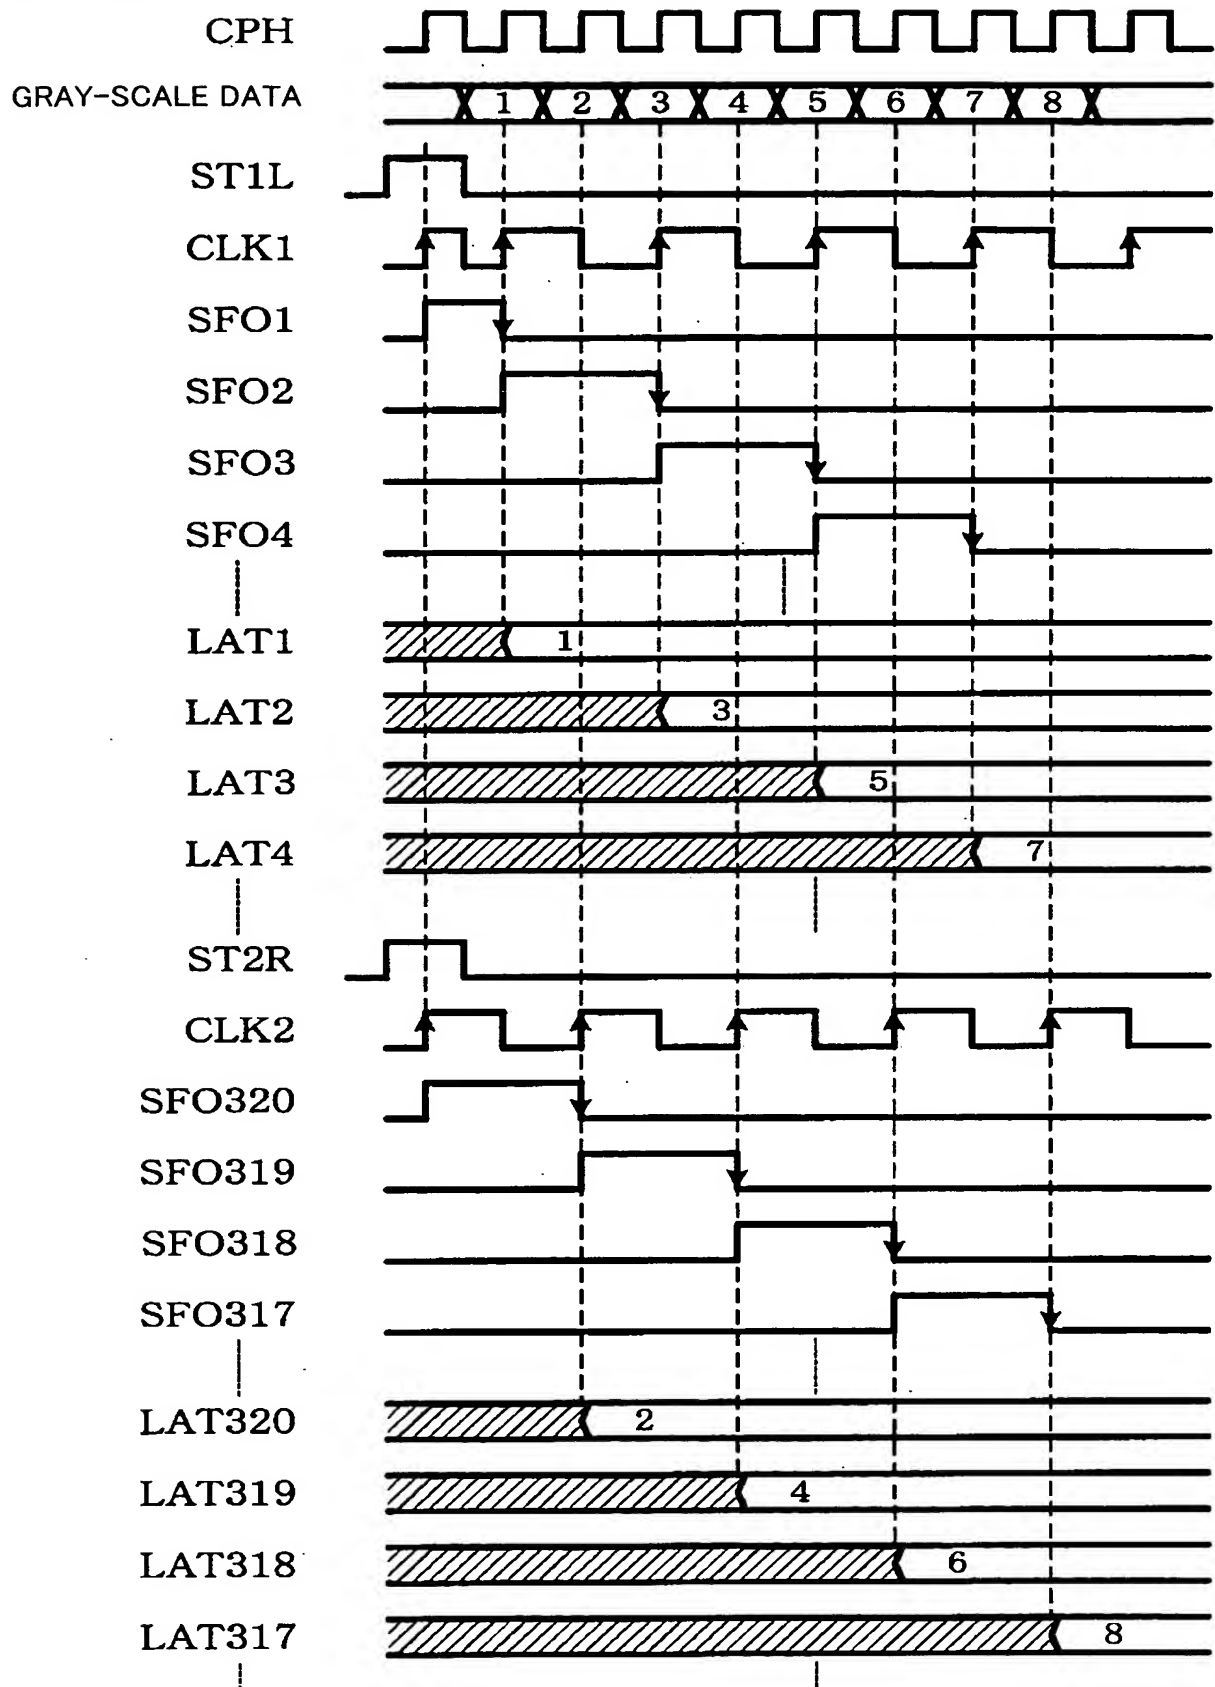 CPH
GRAY-SCALE DATA 1 2 3 4 5 6 7 8
ST1L
CLK1
SFO1
SFO2
SFO3
SFO4
LAT1 1
LAT2 3
LAT3 5
LAT4 7
ST2R
CLK2
SFO320
SFO319
SFO318
SFO317
LAT320 2
LAT319 4
LAT318 6
LAT317 8